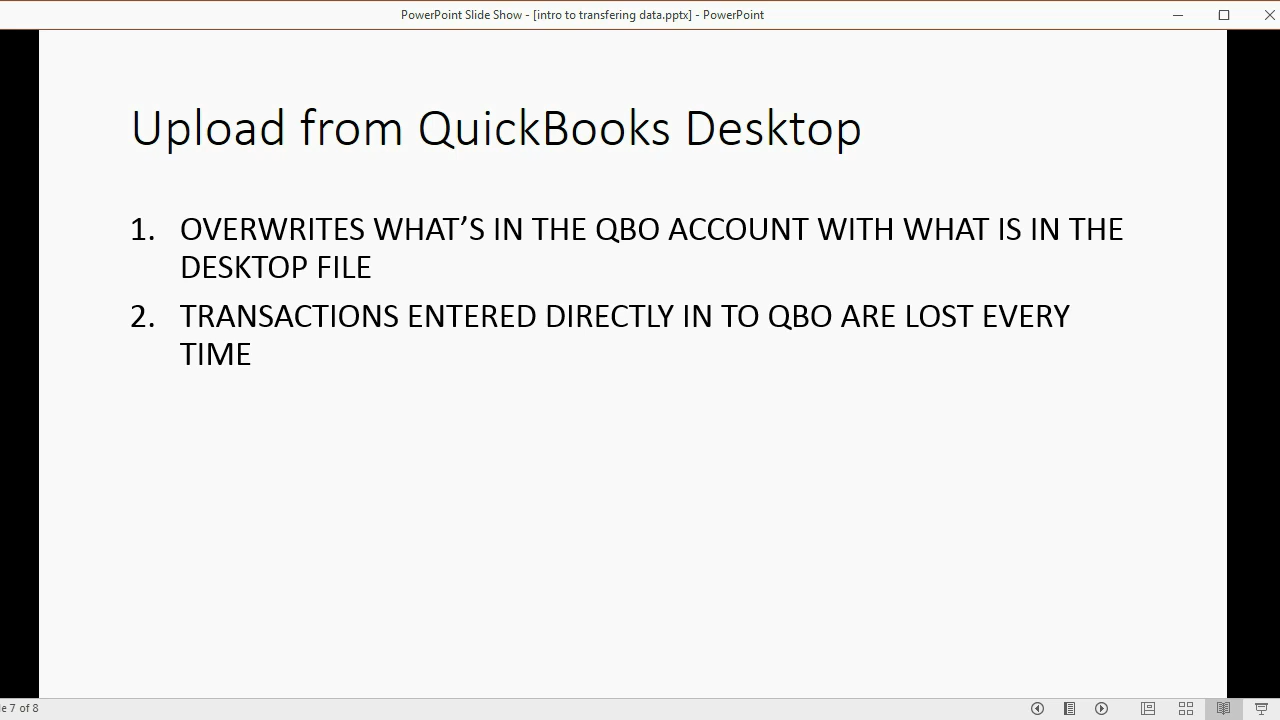 PowerPoint Slide Show - [intro to transfering data.pptx] - PowerPoint
Upload from QuickBooks Desktop
1. OVERWRITES WHAT’S IN THE QBO ACCOUNT WITH WHAT IS IN THE
DESKTOP FILE
2. TRANSACTIONS ENTERED DIRECTLY IN TO QBO ARE LOST EVERY
TIME
le 7 of 8